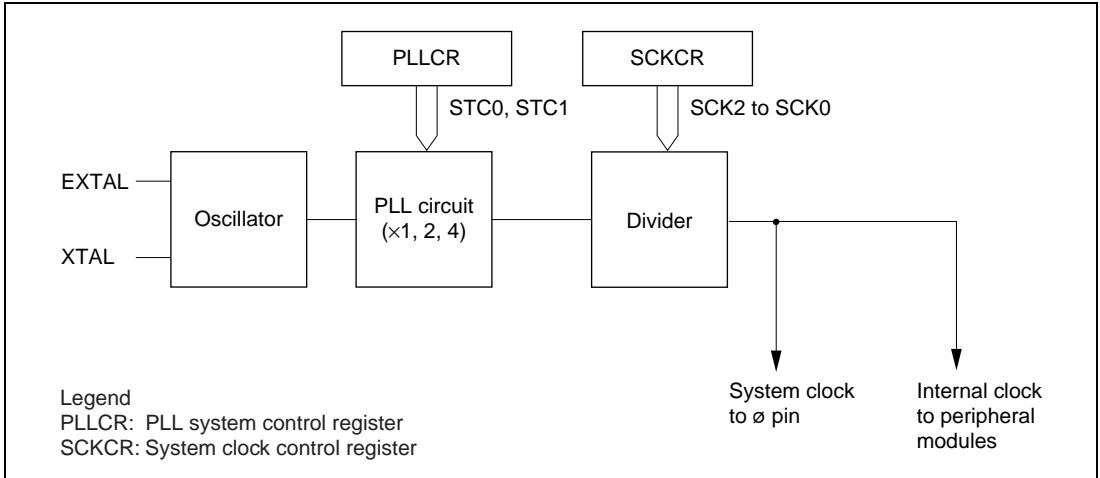 PLLCR
SCKCR
STC0, STC1
SCK2 to SCK0
EXTAL
XTAL
Oscillator
PLL circuit
(×1, 2, 4)
Divider
System clock
to ø pin
Internal clock
to peripheral
modules
Legend
PLLCR: PLL system control register
SCKCR: System clock control register